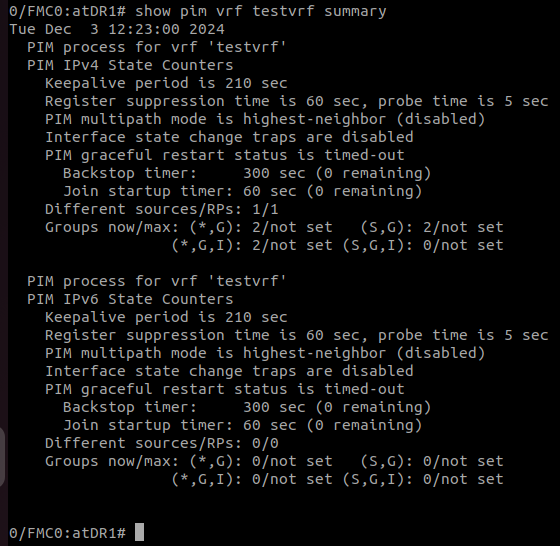 0/FMC0:atDR1# show pim vrf testvrf summary
Tue Dec  3 12:23:00 2024
  PIM process for vrf 'testvrf'
  PIM IPv4 State Counters
    Keepalive period is 210 sec
    Register suppression time is 60 sec, probe time is 5 sec
    PIM multipath mode is highest-neighbor (disabled)
    Interface state change traps are disabled
    PIM graceful restart status is timed-out
      Backstop timer:     300 sec (0 remaining)
      Join startup timer: 60 sec (0 remaining)
    Different sources/RPs: 1/1
    Groups now/max: (*,G): 2/not set   (S,G): 2/not set
                  (*,G,I): 2/not set (S,G,I): 0/not set

  PIM process for vrf 'testvrf'
  PIM IPv6 State Counters
    Keepalive period is 210 sec
    Register suppression time is 60 sec, probe time is 5 sec
    PIM multipath mode is highest-neighbor (disabled)
    Interface state change traps are disabled
    PIM graceful restart status is timed-out
      Backstop timer:     300 sec (0 remaining)
      Join startup timer: 60 sec (0 remaining)
    Different sources/RPs: 0/0
    Groups now/max: (*,G): 0/not set   (S,G): 0/not set
                  (*,G,I): 0/not set (S,G,I): 0/not set

0/FMC0:atDR1#